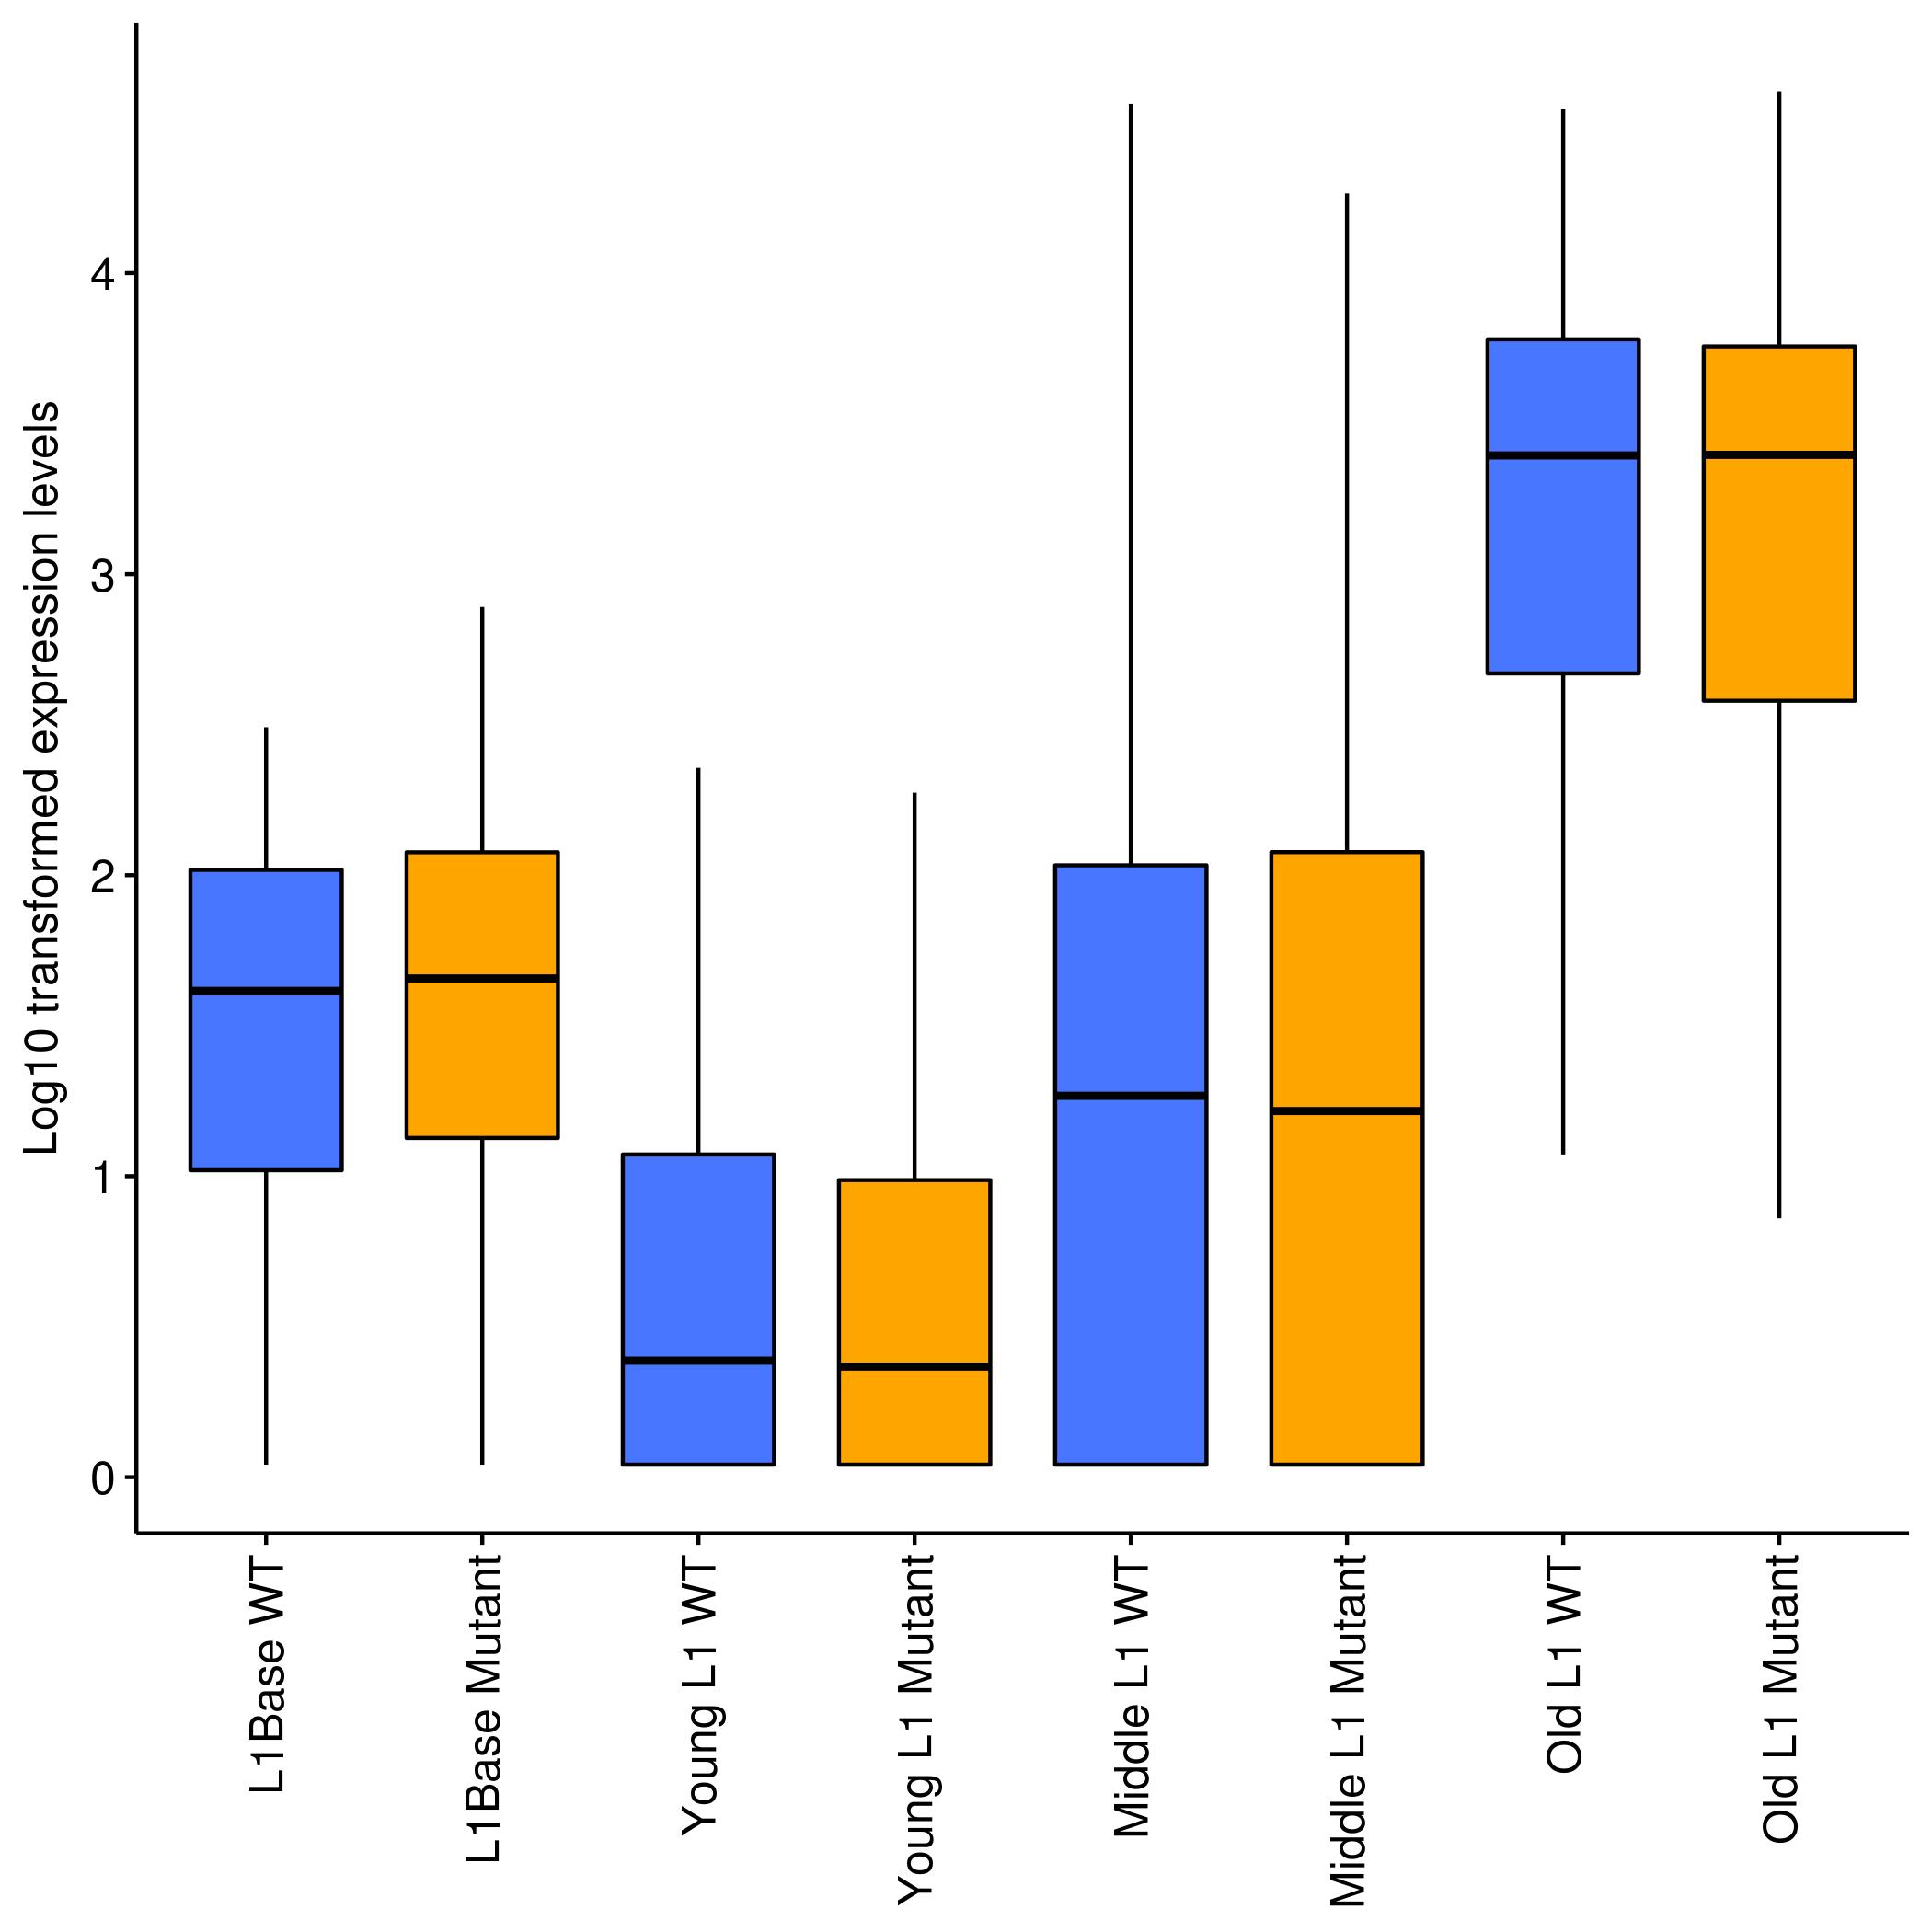 Log10 transformed expression levels
4
3
2
1
0
L1Base WT
L1Base Mutant
Young L1 WT
Young L1 Mutant
Middle L1 WT
Middle L1 Mutant
Old L1 WT
Old L1 Mutant